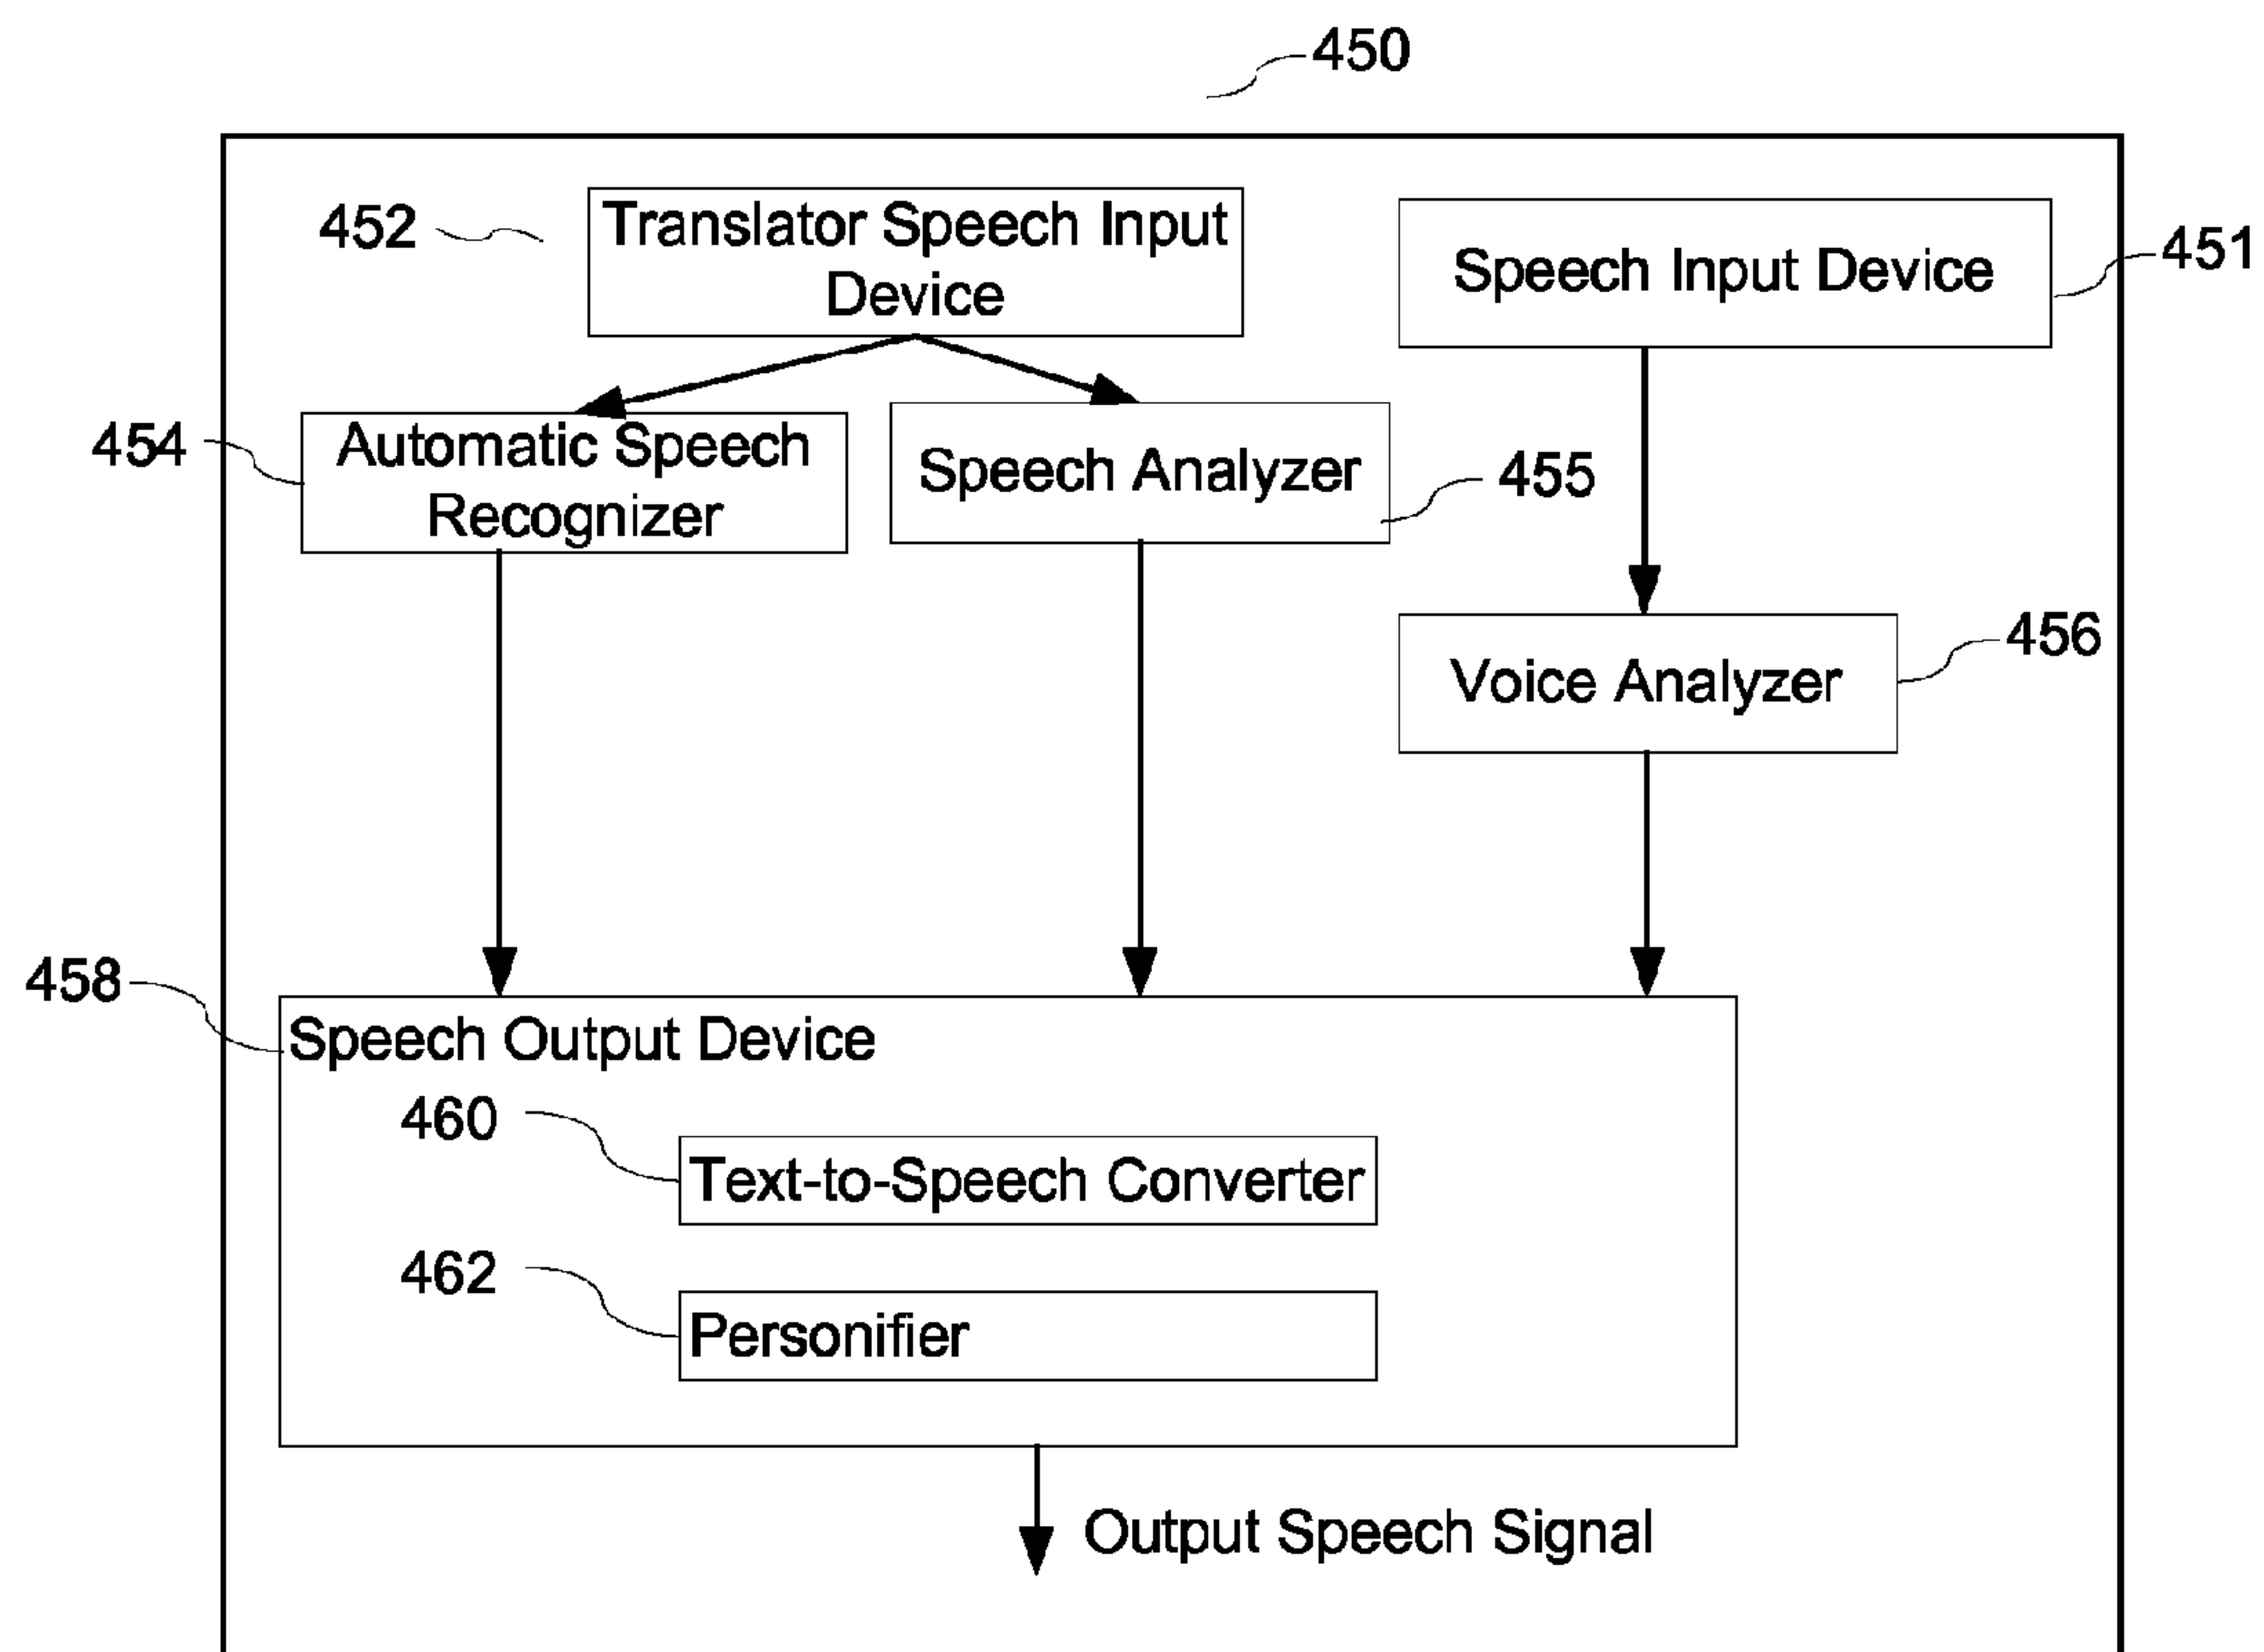 450
452
Translator Speech Input
Device
Speech Input Device
451
454
Automatic Speech
Recognizer
Speech Analyzer
455
Voice Analyzer
456
458
Speech Output Device
460
Text-to-Speech Converter
462
Personifier
Output Speech Signal